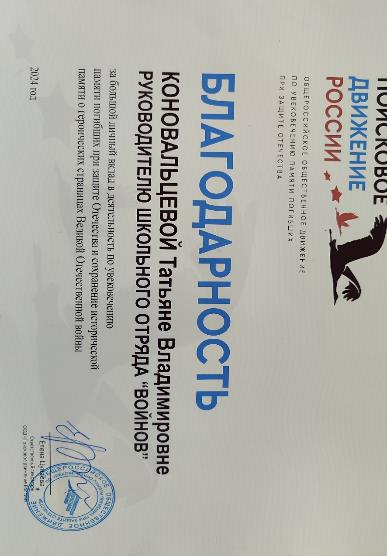 ПОИСКОВОЕ
ДВИЖЕНИЕ
РОССИИ
ОБЩЕРОССИЙСКОЕ ОБЩЕСТВЕННОЕ ДВИЖЕНИЕ
ПО УВЕКОВЕЧЕНИЮ ПАМЯТИ ПОГИБШИХ
ПРИ ЗАЩИТЕ ОТЕЧЕСТВА
БЛАГОДАРНОСТЬ
КОНОВАЛЬЦЕВОЙ Татьяне Владимировне
РУКОВОДИТЕЛЮ ШКОЛЬНОГО ОТРЯДА "ВОЙНОВ"
за большой личный вклад в деятельность по увековечению
памяти погибших при защите Отечества и сохранение исторической
памяти о героических страницах Великой Отечественной войны
Елена Цунаева
2024 год